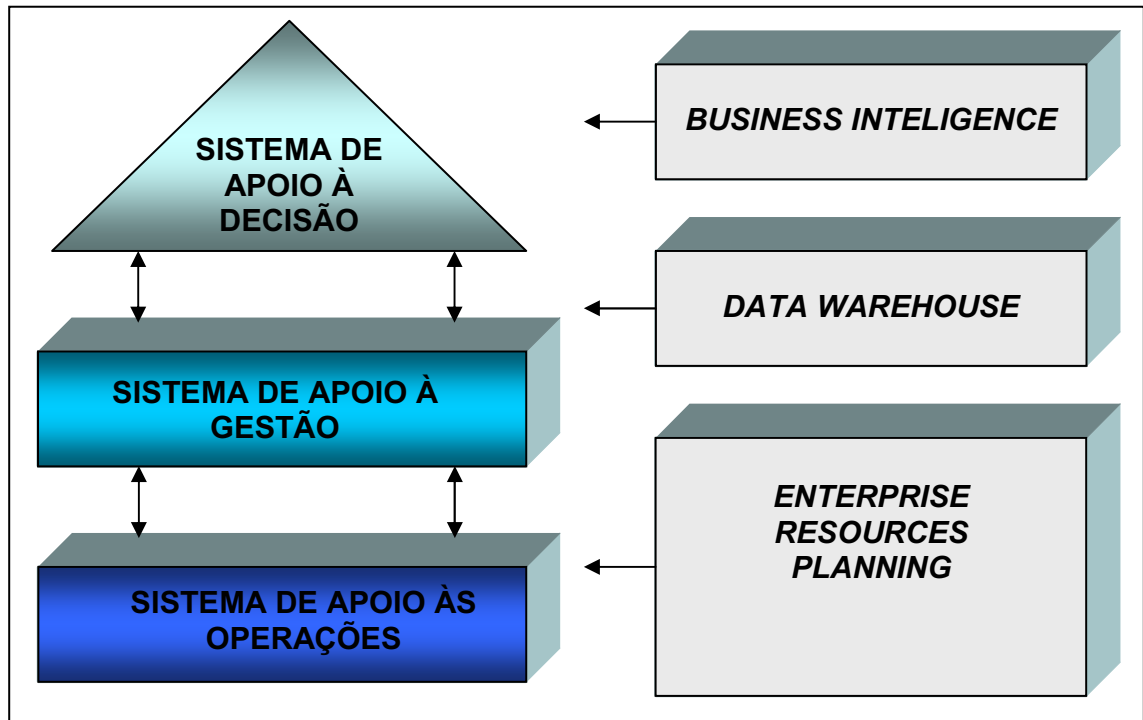 SISTEMA DE
APOIO À
DECISÃO
BUSINESS INTELIGENCE
DATA WAREHOUSE
SISTEMA DE APOIO À
GESTÃO
ENTERPRISE
RESOURCES
PLANNING
SISTEMA DE APOIO ÀS
OPERAÇÕES